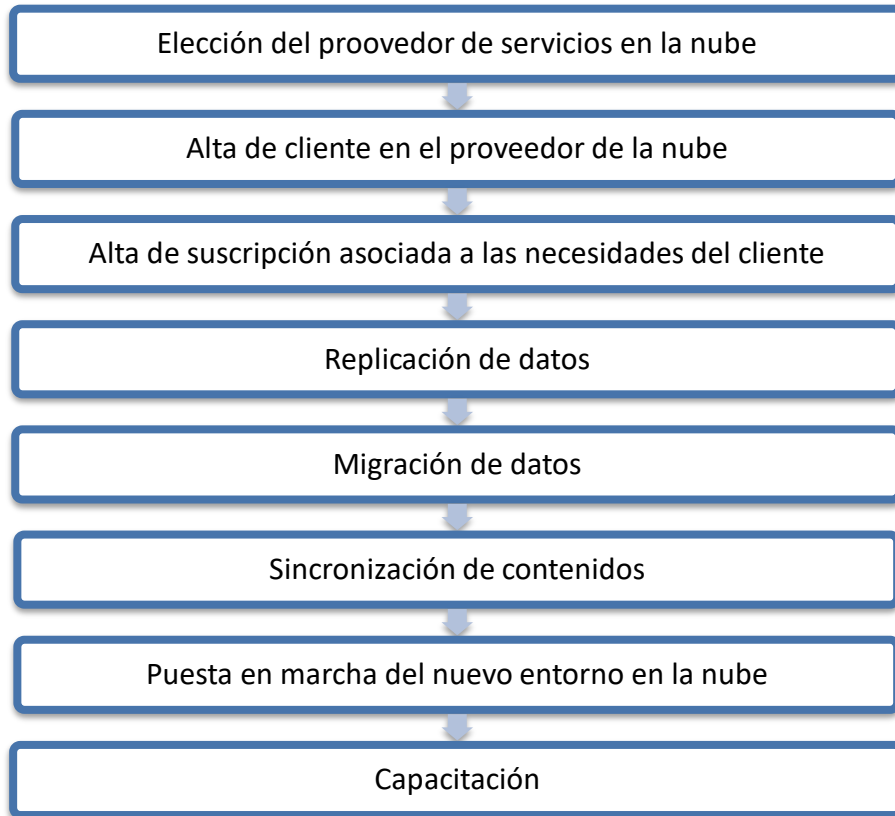 Elección del proovedor de servicios en la nube
Alta de cliente en el proveedor de la nube
Alta de suscripción asociada a las necesidades del cliente
Replicación de datos
Migración de datos
Sincronización de contenidos
Puesta en marcha del nuevo entorno en la nube
Capacitación